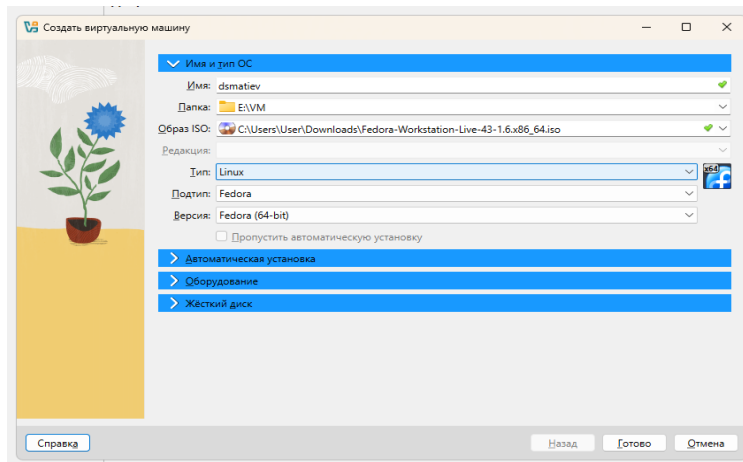 Создать виртуальную машину
Имя и тип ОС
Имя: dsmatiev
Папка: E:\VM
Образ ISO: C:\Users\User\Downloads\Fedora-Workstation-Live-43-1.6.x86_64.iso
Редакция:
Тип: Linux
x64
Подтип: Fedora
Версия: Fedora (64-bit)
Пропустить автоматическую установку
Автоматическая установка
Оборудование
Жёсткий диск
Справка Назад Готово Отмена